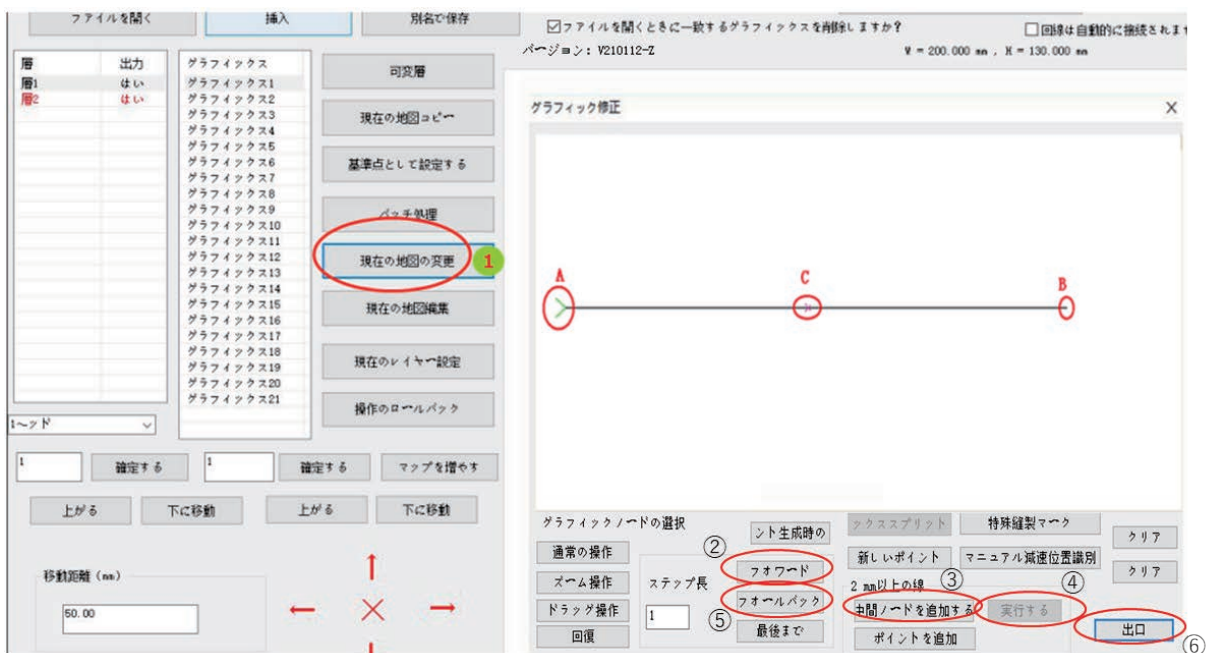 ファイルを開く
挿入
別名で保存
ファイルを開くときに一致するグラフィックスを削除しますか?
回線は自動的に接続されます
バージョン: V210112-Z
W = 200.000 mm , H = 130.000 mm
層 出力
層1 はい
層2 はい
グラフィックス
グラフィックス1
グラフィックス2
グラフィックス3
グラフィックス4
グラフィックス5
グラフィックス6
グラフィックス7
グラフィックス8
グラフィックス9
グラフィックス10
グラフィックス11
グラフィックス12
グラフィックス13
グラフィックス14
グラフィックス15
グラフィックス16
グラフィックス17
グラフィックス18
グラフィックス19
グラフィックス20
グラフィックス21
可変層
現在の地図コピー
基準点として設定する
バッチ処理
現在の地図の変更
1
現在の地図編集
現在のレイヤー設定
操作のロールバック
1~ッド
1 確定する
1 確定する
マップを増やす
上がる 下に移動
上がる 下に移動
移動距離 (mm)
50.00
グラフィック修正 X
A
C
B
グラフィックノードの選択
通常の操作
ズーム操作
ドラッグ操作
回復
ステップ長
1
ント生成時の
②
フオワード
⑤
フオールバック
最後まで
ックススプリット
特殊縫製マーク
クリア
新しいポイント
マニュアル減速位置識別
クリア
2 mm以上の線
③
④
中間ノードを追加する
実行する
ポイントを追加
出口
⑥